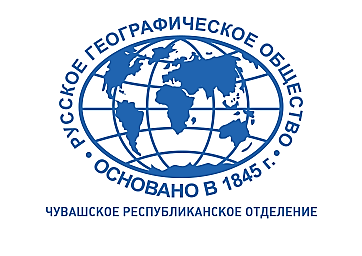 • РУССКОЕ ГЕОГРАФИЧЕСКОЕ ОБЩЕСТВО •
ОСНОВАНО В 1845 г.
ЧУВАШСКОЕ РЕСПУБЛИКАНСКОЕ ОТДЕЛЕНИЕ